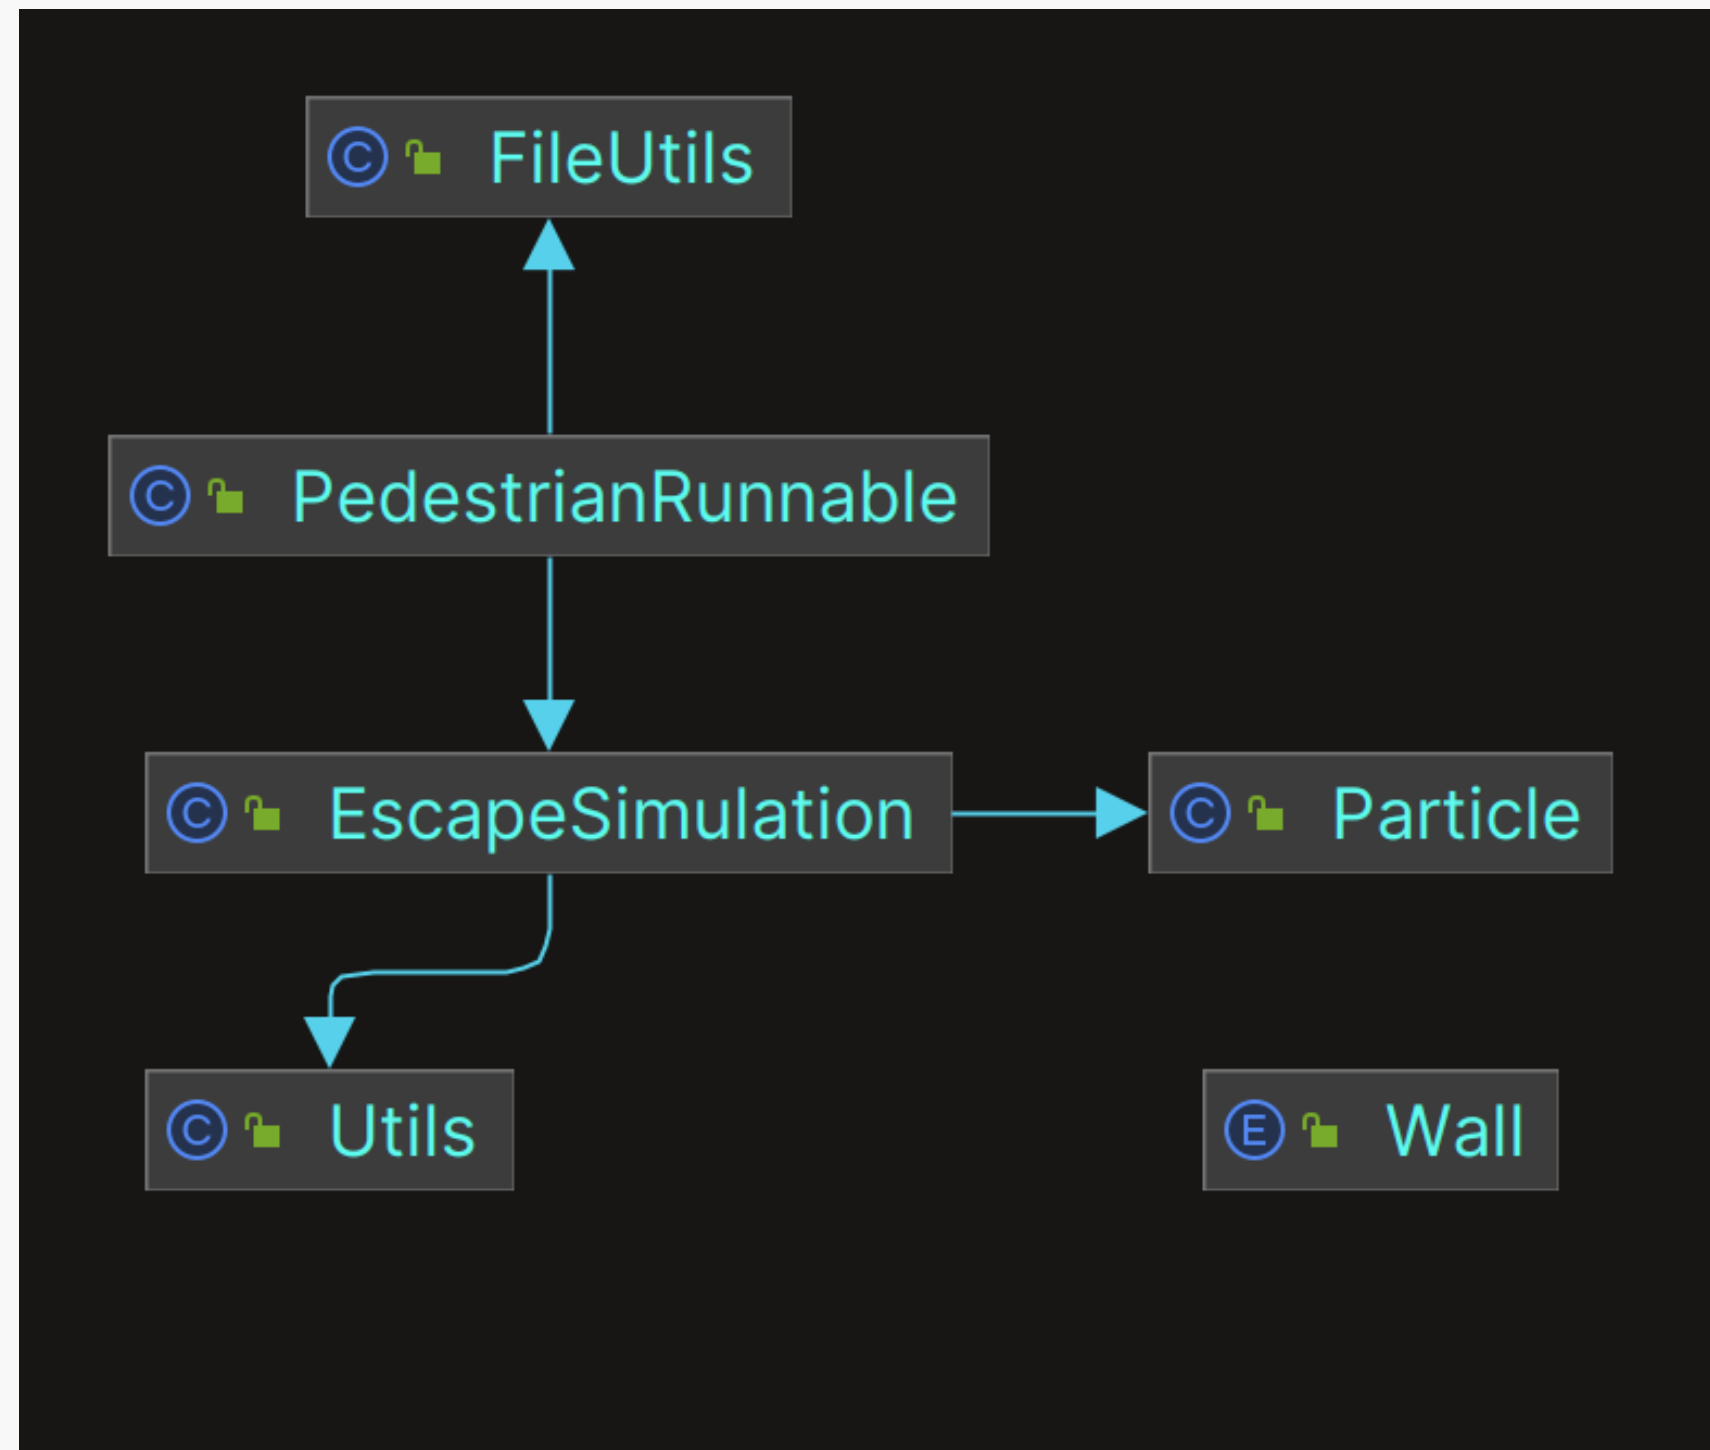 C FileUtils
C PedestrianRunnable
C EscapeSimulation
C Particle
C Utils
E Wall